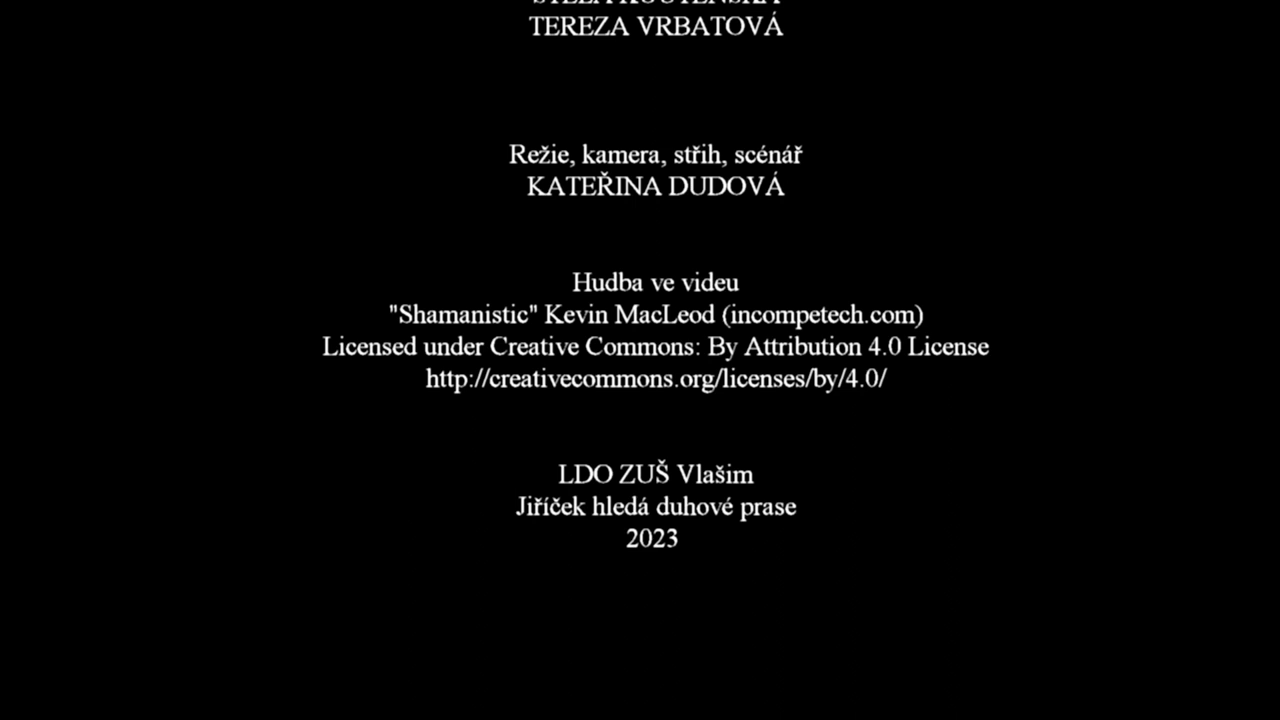 TEREZA VRBATOVÁ
Režie, kamera, střih, scénář
KATEŘINA DUDOVÁ
Hudba ve videu
"Shamanistic" Kevin MacLeod (incompetech.com)
Licensed under Creative Commons: By Attribution 4.0 License
http://creativecommons.org/licenses/by/4.0/
LDO ZUŠ Vlašim
Jiříček hledá duhové prase
2023